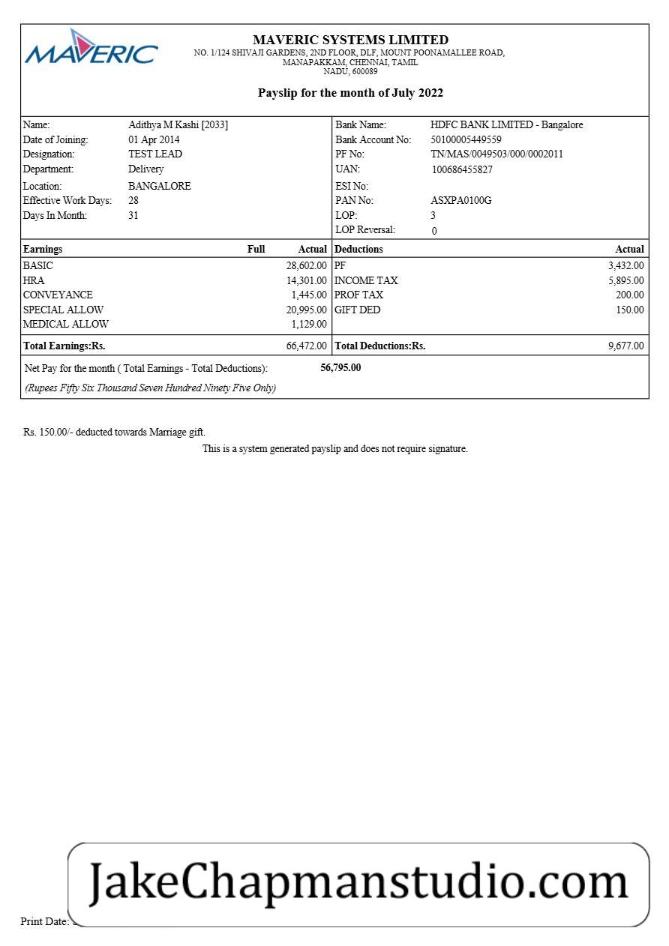 MAVERIC
MAVERIC SYSTEMS LIMITED
NO. 1/124 SHIVAJI GARDENS, 2ND FLOOR, DLF, MOUNT POONAMALLEE ROAD,
MANAPAKKAM, CHENNAI, TAMIL
NADU, 600089
Payslip for the month of July 2022
Name: Adithya M Kashi [2033] Bank Name: HDFC BANK LIMITED - Bangalore
Date of Joining: 01 Apr 2014 Bank Account No: 50100005449559
Designation: TEST LEAD PF No: TN/MAS/0049503/000/0002011
Department: Delivery UAN: 100686455827
Location: BANGALORE ESI No:
Effective Work Days: 28 PAN No: ASXPA0100G
Days In Month: 31 LOP: 3
LOP Reversal: 0
Earnings Full Actual Deductions Actual
BASIC 28,602.00 PF 3,432.00
HRA 14,301.00 INCOME TAX 5,895.00
CONVEYANCE 1,445.00 PROF TAX 200.00
SPECIAL ALLOW 20,995.00 GIFT DED 150.00
MEDICAL ALLOW 1,129.00
Total Earnings:Rs. 66,472.00 Total Deductions:Rs. 9,677.00
Net Pay for the month ( Total Earnings - Total Deductions): 56,795.00
(Rupees Fifty Six Thousand Seven Hundred Ninety Five Only)
Rs. 150.00/- deducted towards Marriage gift.
This is a system generated payslip and does not require signature.
JakeChapmanstudio.com
Print Date: